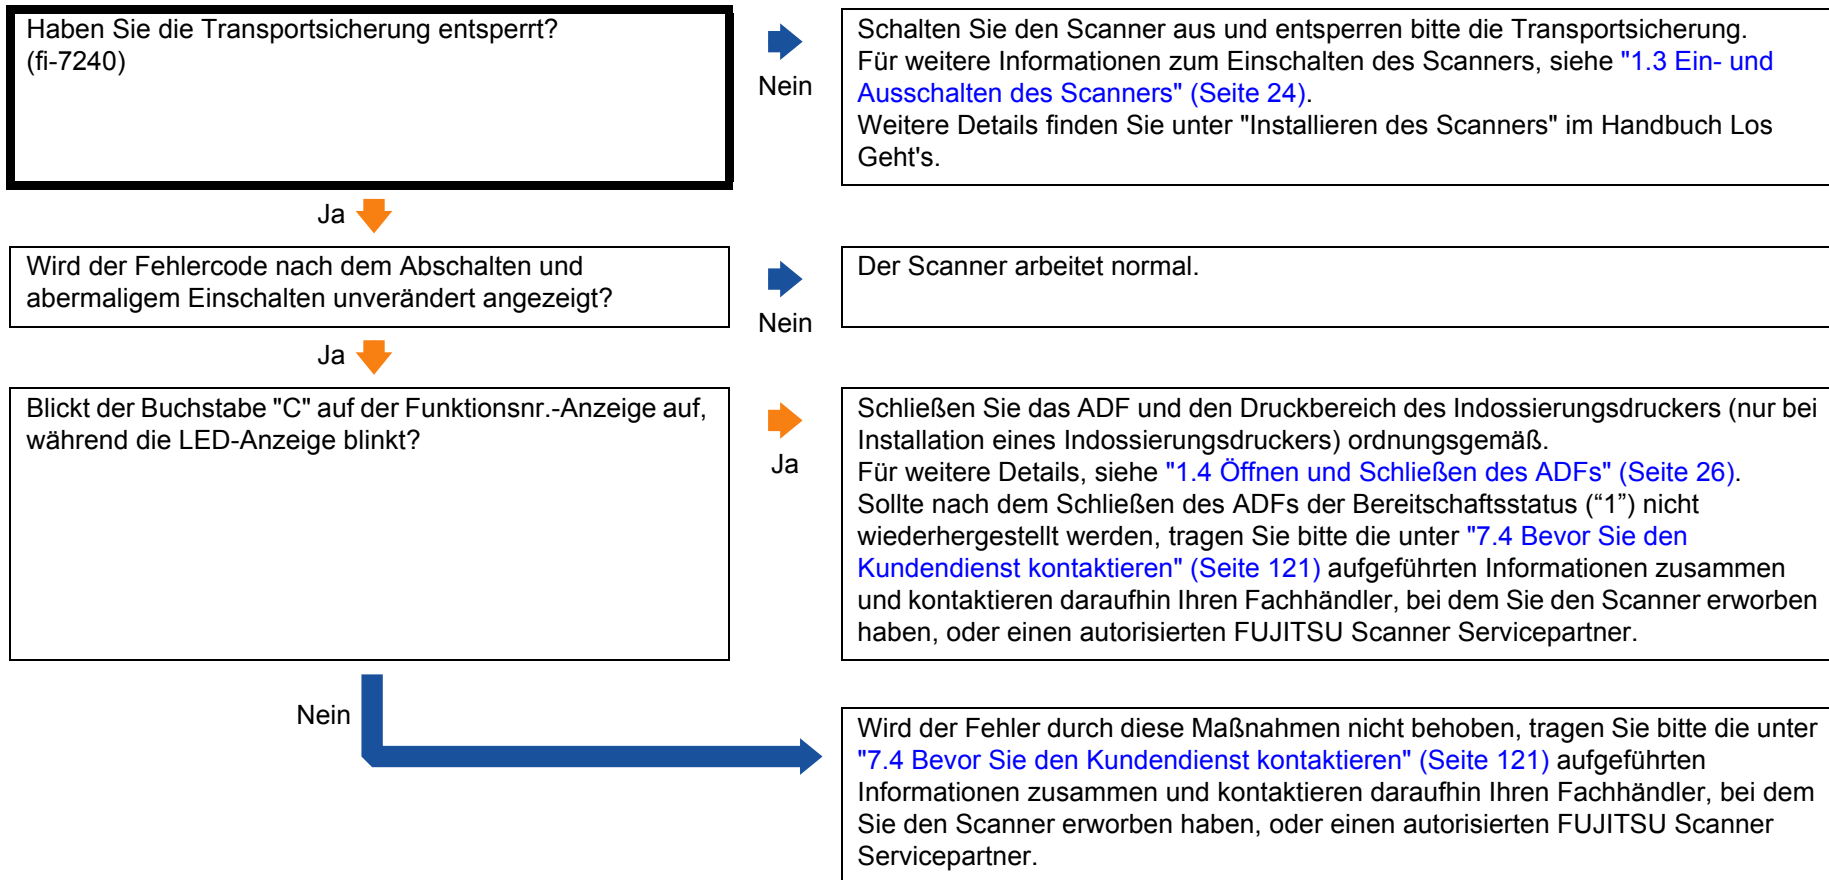 Haben Sie die Transportsicherung entsperrt?
(fi-7240)
Nein
Schalten Sie den Scanner aus und entsperren bitte die Transportsicherung.
Für weitere Informationen zum Einschalten des Scanners, siehe "1.3 Ein- und
Ausschalten des Scanners" (Seite 24).
Weitere Details finden Sie unter "Installieren des Scanners" im Handbuch Los
Geht's.
Ja
Wird der Fehlercode nach dem Abschalten und
abermaligem Einschalten unverändert angezeigt?
Nein
Der Scanner arbeitet normal.
Ja
Blickt der Buchstabe "C" auf der Funktionsnr.-Anzeige auf,
während die LED-Anzeige blinkt?
Ja
Schließen Sie das ADF und den Druckbereich des Indossierungsdruckers (nur bei
Installation eines Indossierungsdruckers) ordnungsgemäß.
Für weitere Details, siehe "1.4 Öffnen und Schließen des ADFs" (Seite 26).
Sollte nach dem Schließen des ADFs der Bereitschaftsstatus (“1”) nicht
wiederhergestellt werden, tragen Sie bitte die unter "7.4 Bevor Sie den
Kundendienst kontaktieren" (Seite 121) aufgeführten Informationen zusammen
und kontaktieren daraufhin Ihren Fachhändler, bei dem Sie den Scanner erworben
haben, oder einen autorisierten FUJITSU Scanner Servicepartner.
Nein
Wird der Fehler durch diese Maßnahmen nicht behoben, tragen Sie bitte die unter
"7.4 Bevor Sie den Kundendienst kontaktieren" (Seite 121) aufgeführten
Informationen zusammen und kontaktieren daraufhin Ihren Fachhändler, bei dem
Sie den Scanner erworben haben, oder einen autorisierten FUJITSU Scanner
Servicepartner.